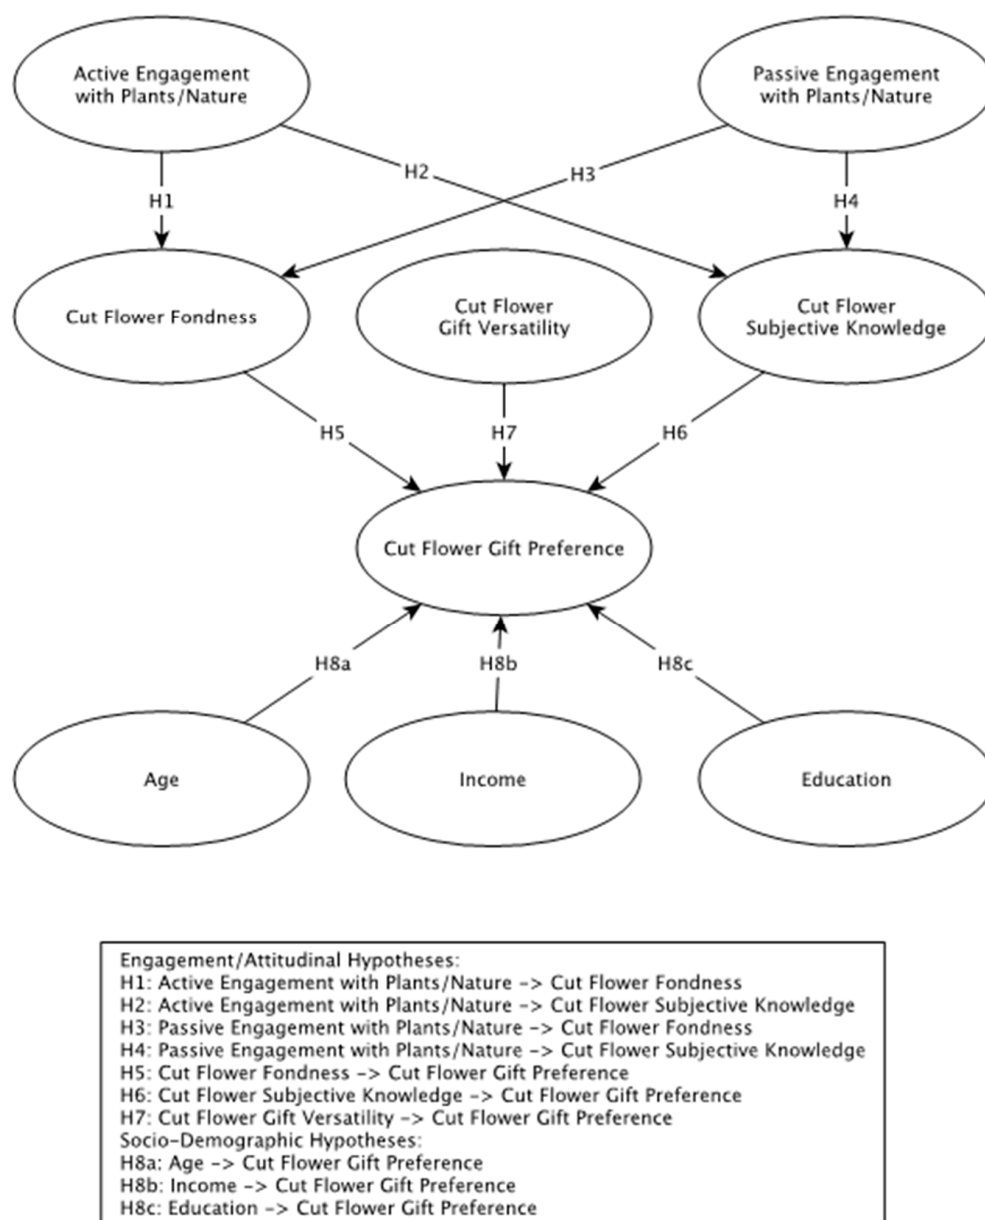 Active Engagement
with Plants/Nature
Passive Engagement
with Plants/Nature
H1
H2
H3
H4
Cut Flower Fondness
Cut Flower
Gift Versatility
Cut Flower
Subjective Knowledge
H5
H7
H6
Cut Flower Gift Preference
H8a
H8b
H8c
Age
Income
Education
Engagement/Attitudinal Hypotheses:
H1: Active Engagement with Plants/Nature -> Cut Flower Fondness
H2: Active Engagement with Plants/Nature -> Cut Flower Subjective Knowledge
H3: Passive Engagement with Plants/Nature -> Cut Flower Fondness
H4: Passive Engagement with Plants/Nature -> Cut Flower Subjective Knowledge
H5: Cut Flower Fondness -> Cut Flower Gift Preference
H6: Cut Flower Subjective Knowledge -> Cut Flower Gift Preference
H7: Cut Flower Gift Versatility -> Cut Flower Gift Preference
Socio-Demographic Hypotheses:
H8a: Age -> Cut Flower Gift Preference
H8b: Income -> Cut Flower Gift Preference
H8c: Education -> Cut Flower Gift Preference